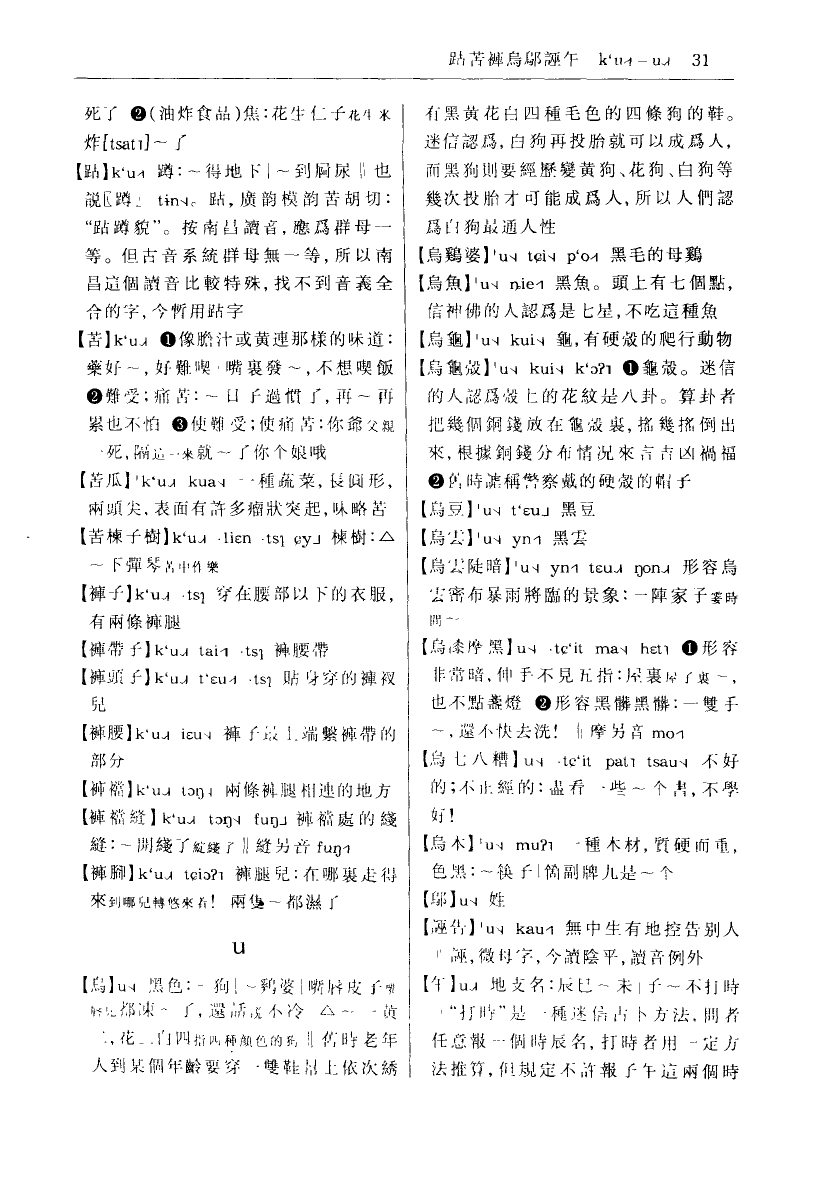 跍苦褲烏鄔誣午 k‘u˧˥–u˨˩˧ 31
死了 ❷(油炸食品)焦:花生仁子花生米
炸[tsat˥]~了
【跍】k‘u 蹲:~得地下|~到屙尿‖也
説〖蹲〗 tɨn。跍,廣韵模韵苦胡切:
“跍蹲貌”。按南昌讀音,應爲群母一
等。但古音系統群母無一等,所以南
昌這個讀音比較特殊,找不到音義全
合的字,今暫用跍字
【苦】k‘u ❶像膽汁或黄連那樣的味道:
藥好~,好難喫|嘴裏發~,不想喫飯
❷難受;痛苦:~日子過慣了,再~再
累也不怕 ❸使難受;使痛苦:你爺父親
一死,隔這一來就~了你个娘哦
【苦瓜】k‘u kua 一種蔬菜,長圓形,
兩頭尖,表面有許多瘤狀突起,味略苦
【苦棟子樹】k‘u ·liɛn ·tsɿ ɕy 棟樹:△
~下彈琴苦中作樂
【褲子】k‘u ·tsɿ 穿在腰部以下的衣服,
有兩條褲腿
【褲帶子】k‘u tai ·tsɿ 褲腰帶
【褲頭子】k‘u t‘ɛu ·tsɿ 貼身穿的褲衩
兒
【褲腰】k‘u iɛu 褲子最上端繫褲帶的
部分
【褲襠】k‘u tɔŋ 兩條褲腿相連的地方
【褲襠縫】k‘u tɔŋ fuŋ 褲襠處的綫
縫:~開綫了綻綫了‖縫另音 fuŋ
【褲腳】k‘u tɕiɔʔ 褲腿兒:在哪裏走得
來到哪兒轉悠來着! 兩隻~都濕了
u
【烏】u 黑色:~狗|~鷄婆|嘴唇皮子嘴
唇兒都凍~了,還話説不冷 △一~二黄
三花四白四指四種顔色的狗‖舊時老年
人到某個年齡要穿一雙鞋帮上依次綉
有黑黄花白四種毛色的四條狗的鞋。
迷信認爲,白狗再投胎就可以成爲人,
而黑狗則要經歷變黄狗、花狗、白狗等
幾次投胎才可能成爲人,所以人們認
爲白狗最通人性
【烏鷄婆】u tɕi p‘o 黑毛的母鷄
【烏魚】u ȵiɛ 黑魚。頭上有七個點,
信神佛的人認爲是七星,不吃這種魚
【烏龜】u kui 龜,有硬殼的爬行動物
【烏龜殼】u kui k‘ɔʔ ❶龜殼。迷信
的人認爲殼上的花紋是八卦。算卦者
把幾個銅錢放在龜殼裏,搖幾搖倒出
來,根據銅錢分布情况來言吉凶禍福
❷舊時謔稱警察戴的硬殼的帽子
【烏豆】u t‘ɛu 黑豆
【烏雲】u yn 黑雲
【烏雲陡暗】u yn tɛu ŋon 形容烏
雲密布暴雨將臨的景象:一陣家子霎時
間~
【烏漆摩黑】u ·tɕ‘it ma hɛt ❶形容
非常暗,伸手不見五指:屋裏屋子裏~,
也不點盞燈 ❷形容黑髒黑髒:一雙手
~,還不快去洗!‖摩另音 mo
【烏七八糟】u ·tɕ‘it pat tsau 不好
的;不正經的:盡看一些~个書,不學
好!
【烏木】u muʔ 一種木材,質硬而重,
色黑:~筷子|箇副牌九是~个
【鄔】u 姓
【誣告】u kau 無中生有地控告别人
‖誣,微母字,今讀陰平,讀音例外
【午】u 地支名:辰巳~未|子~不打時
‖“打時”是一種迷信占卜方法,問者
任意報一個時辰名,打時者用一定方
法推算,但規定不許報子午這兩個時